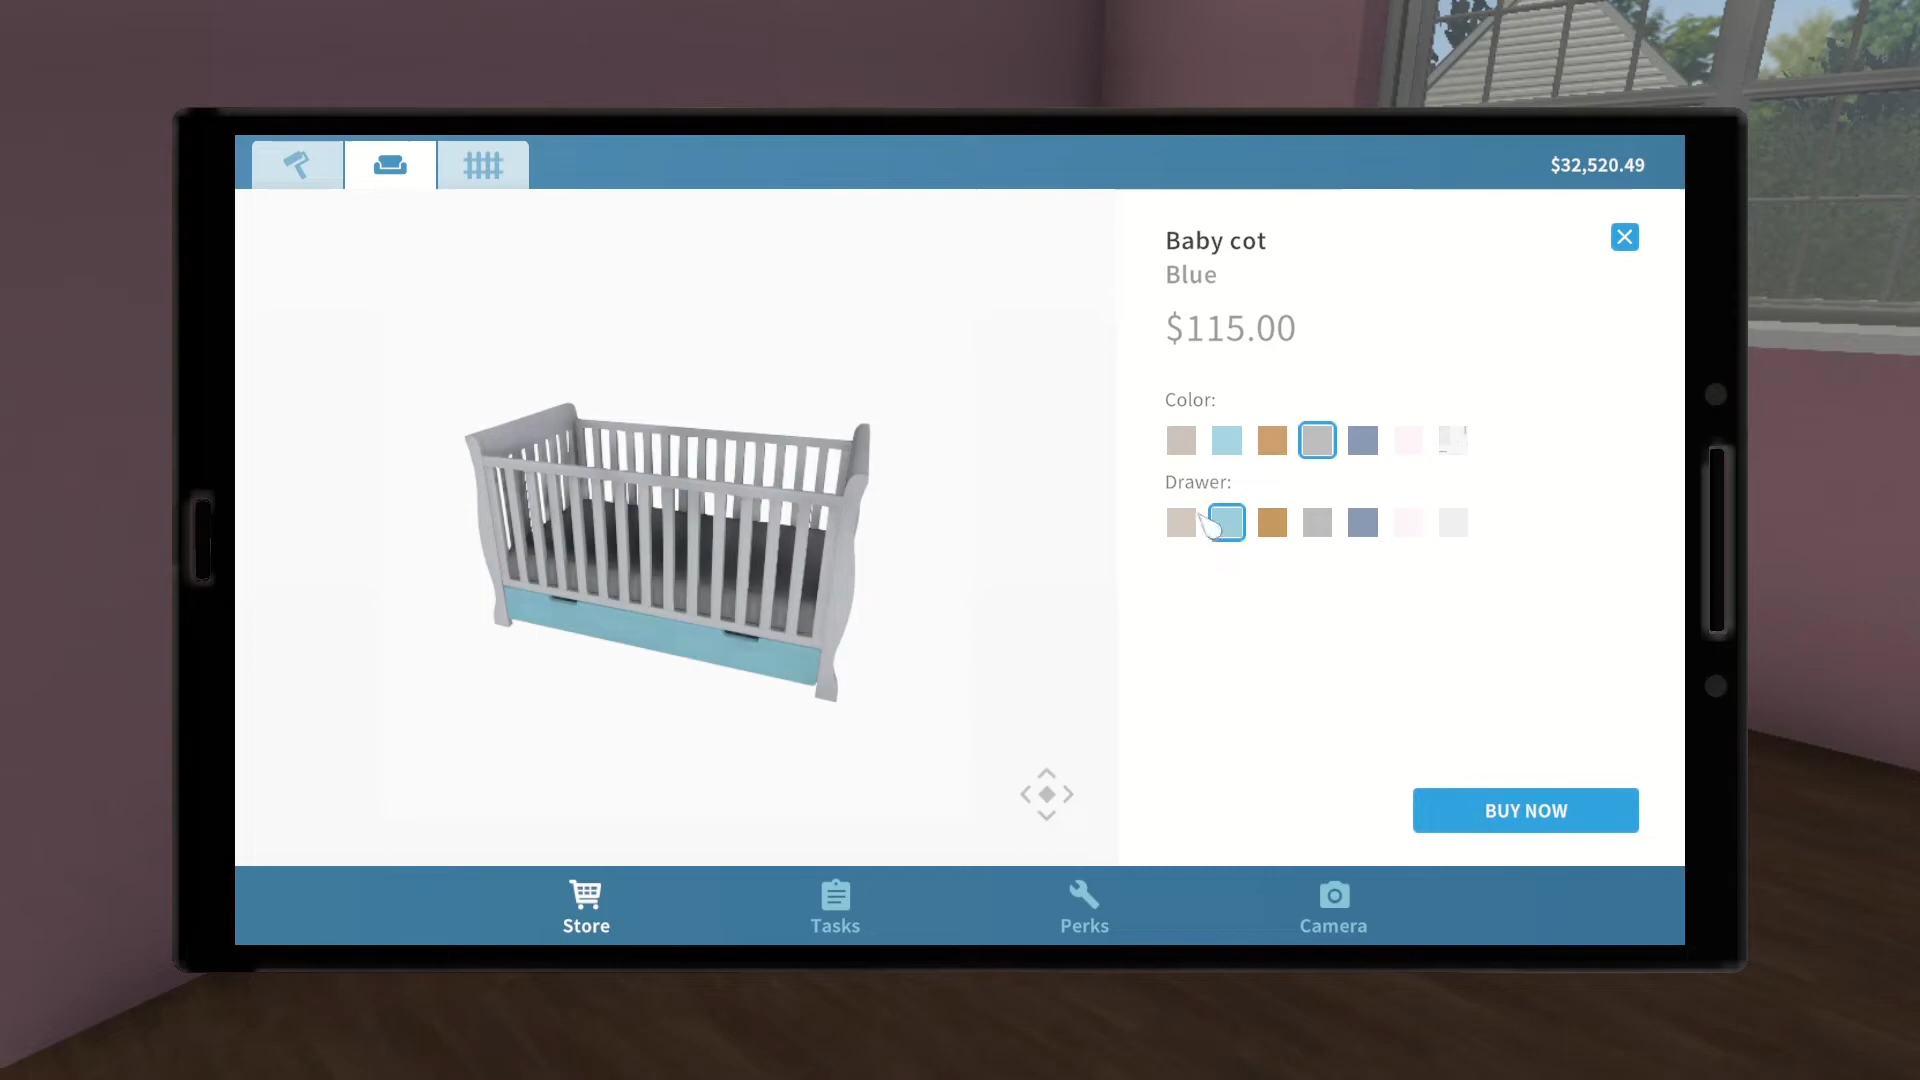 $32,520.49
Baby cot
Blue
$115.00
Color:
Drawer:
BUY NOW
Store
Tasks
Perks
Camera